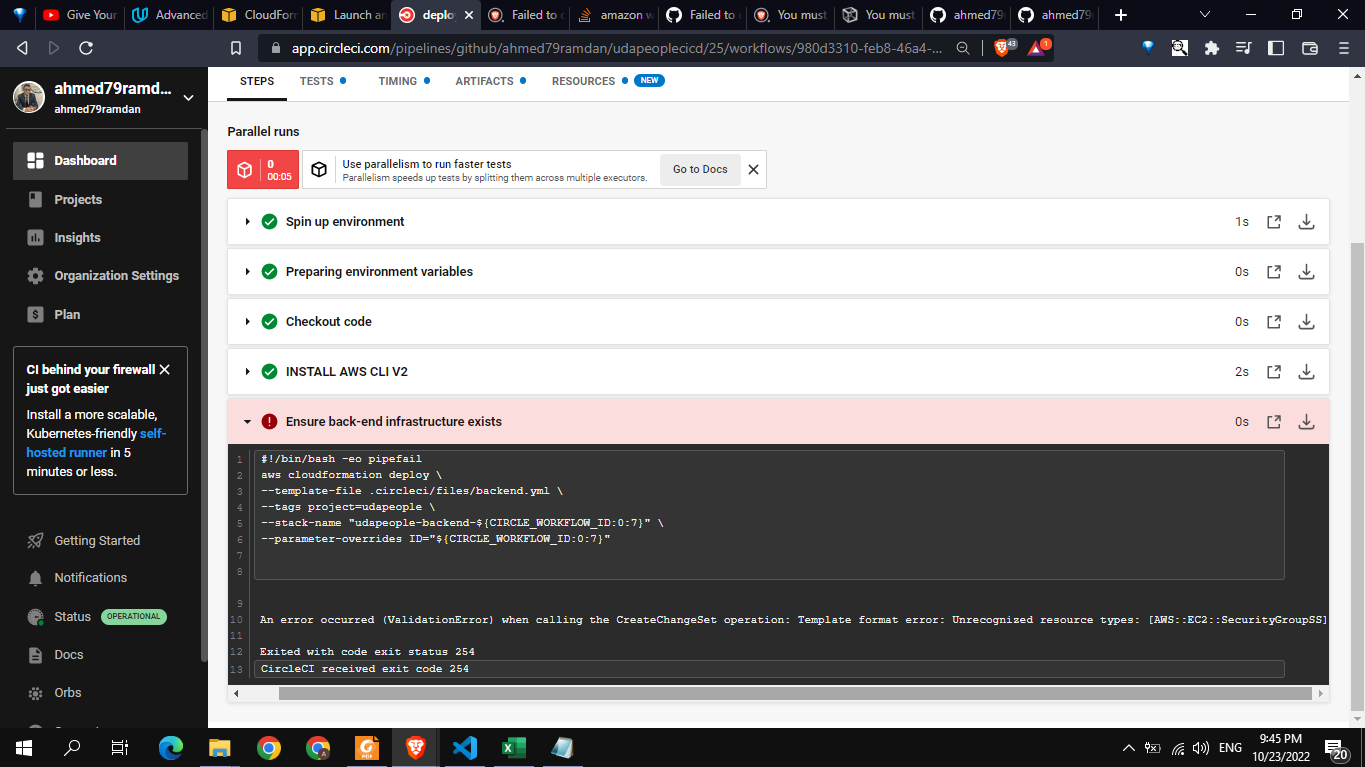 Give Your
Advanced
CloudForm
Launch an
deploy
Failed to c
amazon w
Failed to c
You must
You must
ahmed79r
ahmed79r
app.circleci.com/pipelines/github/ahmed79ramdan/udapeoplecicd/25/workflows/980d3310-feb8-46a4-...
43
1
ahmed79ramd...
ahmed79ramdan
Dashboard
Projects
Insights
Organization Settings
Plan
CI behind your firewall
just got easier
Install a more scalable,
Kubernetes-friendly self-
hosted runner in 5
minutes or less.
Getting Started
Notifications
Status OPERATIONAL
Docs
Orbs
STEPS TESTS TIMING ARTIFACTS RESOURCES NEW
Parallel runs
0
00:05
Use parallelism to run faster tests
Parallelism speeds up tests by splitting them across multiple executors.
Go to Docs
Spin up environment 1s
Preparing environment variables 0s
Checkout code 0s
INSTALL AWS CLI V2 2s
Ensure back-end infrastructure exists 0s
1 #!/bin/bash -eo pipefail
2 aws cloudformation deploy \
3 --template-file .circleci/files/backend.yml \
4 --tags project=udapeople \
5 --stack-name "udapeople-backend-${CIRCLE_WORKFLOW_ID:0:7}" \
6 --parameter-overrides ID="${CIRCLE_WORKFLOW_ID:0:7}"
7
8
9
10 An error occurred (ValidationError) when calling the CreateChangeSet operation: Template format error: Unrecognized resource types: [AWS::EC2::SecurityGroupSS]
11
12 Exited with code exit status 254
13 CircleCI received exit code 254
PDF
A
ENG
9:45 PM
10/23/2022
20